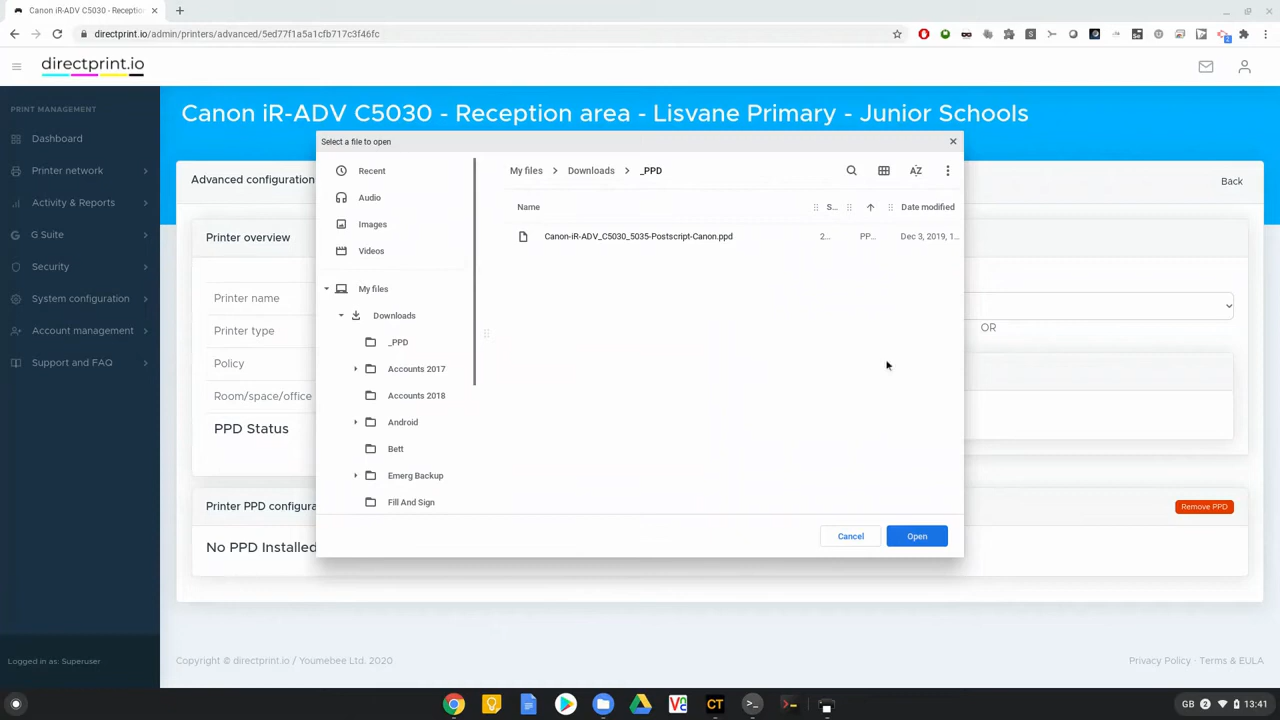 Canon iR-ADV C5030 - Reception
directprint.io/admin/printers/advanced/5ed77f1a5a1cfb717c3f46fc
directprint.io
PRINT MANAGEMENT
Dashboard
Printer network
Activity & Reports
G Suite
Security
System configuration
Account management
Support and FAQ
Logged in as: Superuser
Canon iR-ADV C5030 - Reception area - Lisvane Primary - Junior Schools
Advanced configuration
Back
Printer overview
Printer name
Printer type
Policy
Room/space/office
PPD Status
OR
Printer PPD configura
Remove PPD
No PPD Installed
Select a file to open
Recent
Audio
Images
Videos
My files
Downloads
_PPD
Accounts 2017
Accounts 2018
Android
Bett
Emerg Backup
Fill And Sign
My files > Downloads > _PPD
Name S... Date modified
Canon-iR-ADV_C5030_5035-Postscript-Canon.ppd 2... PP... Dec 3, 2019, 1...
Cancel Open
Copyright © directprint.io / Youmebee Ltd. 2020
Privacy Policy · Terms & EULA
GB 2 13:41